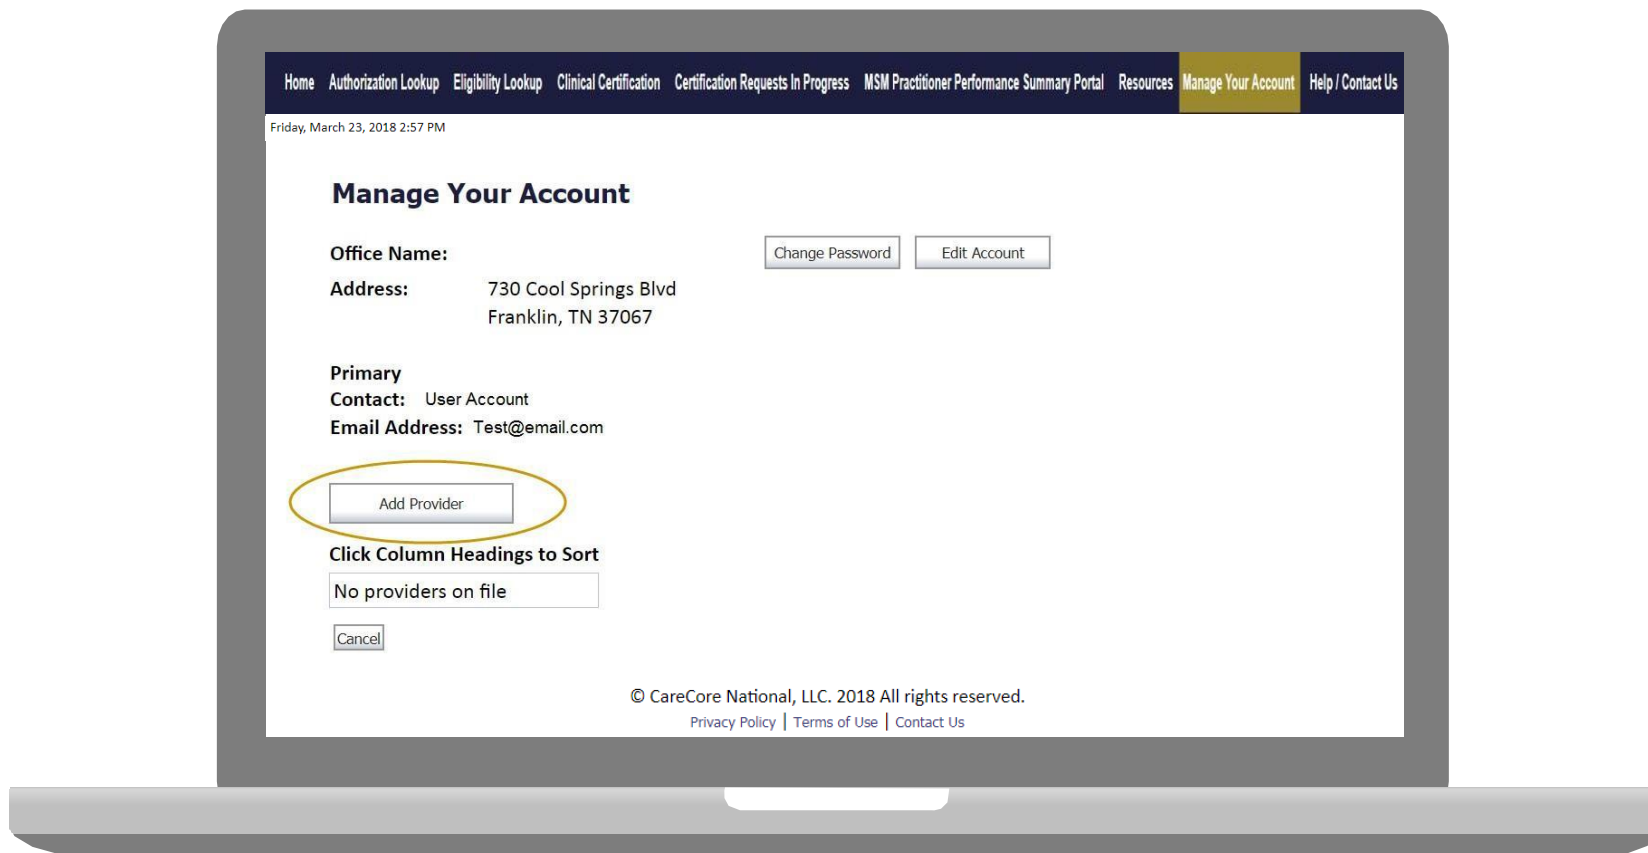 Home Authorization Lookup Eligibility Lookup Clinical Certification Certification Requests In Progress MSM Practitioner Performance Summary Portal Resources Manage Your Account Help / Contact Us
Friday, March 23, 2018 2:57 PM
Manage Your Account
Office Name:
Change Password Edit Account
Address: 730 Cool Springs Blvd
Franklin, TN 37067
Primary
Contact: User Account
Email Address: Test@email.com
Add Provider
Click Column Headings to Sort
No providers on file
Cancel
© CareCore National, LLC. 2018 All rights reserved.
Privacy Policy | Terms of Use | Contact Us